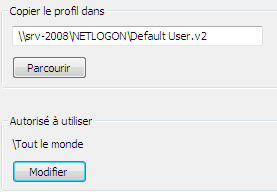 Copier le profil dans
\\srv-2008\NETLOGON\Default User.v2
Parcourir
Autorisé à utiliser
\Tout le monde
Modifier